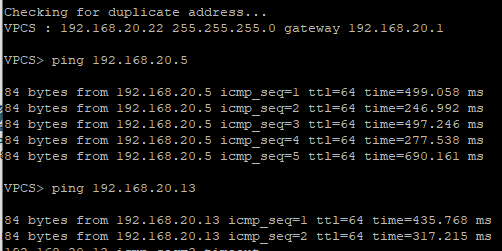 Checking for duplicate address...
VPCS : 192.168.20.22 255.255.255.0 gateway 192.168.20.1
VPCS> ping 192.168.20.5
84 bytes from 192.168.20.5 icmp_seq=1 ttl=64 time=499.058 ms
84 bytes from 192.168.20.5 icmp_seq=2 ttl=64 time=246.992 ms
84 bytes from 192.168.20.5 icmp_seq=3 ttl=64 time=497.246 ms
84 bytes from 192.168.20.5 icmp_seq=4 ttl=64 time=277.538 ms
84 bytes from 192.168.20.5 icmp_seq=5 ttl=64 time=690.161 ms
VPCS> ping 192.168.20.13
84 bytes from 192.168.20.13 icmp_seq=1 ttl=64 time=435.768 ms
84 bytes from 192.168.20.13 icmp_seq=2 ttl=64 time=317.215 ms